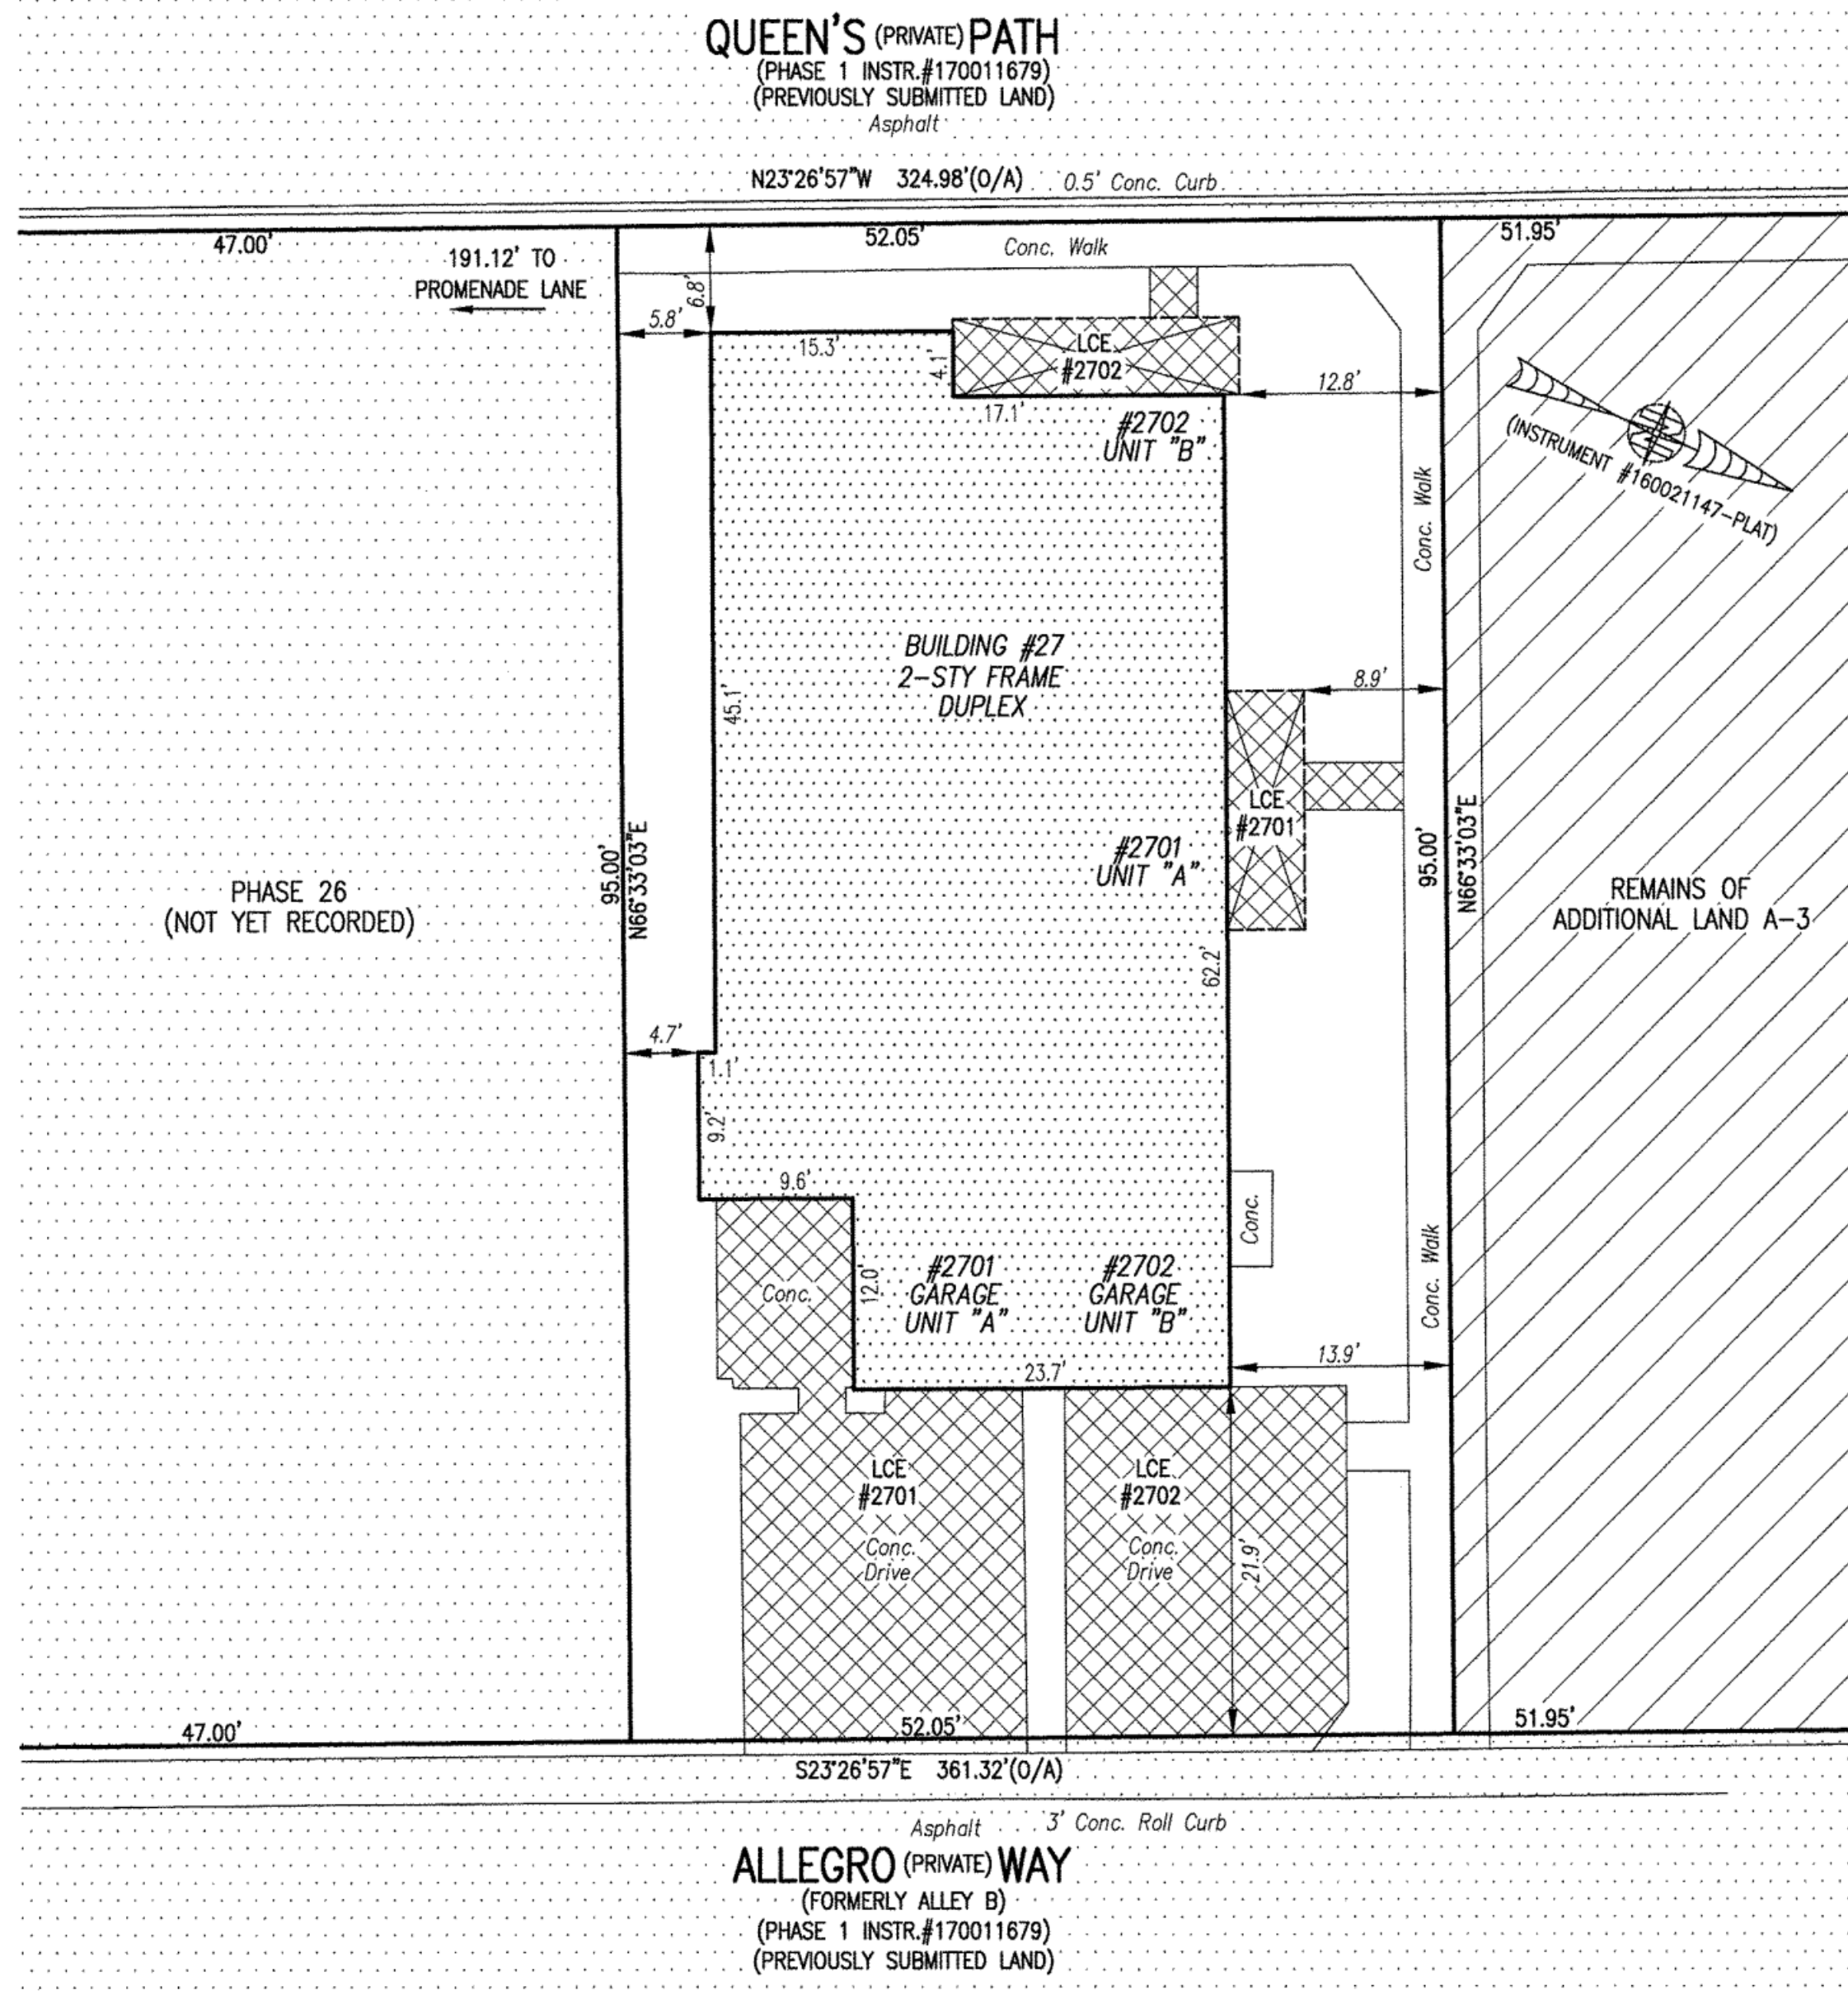 QUEEN'S (PRIVATE) PATH
(PHASE 1 INSTR.#170011679)
(PREVIOUSLY SUBMITTED LAND)
Asphalt
N23°26'57"W 324.98'(O/A) 0.5' Conc. Curb
47.00'
52.05'
51.95'
191.12' TO
PROMENADE LANE
Conc. Walk
6.8'
5.8'
15.3'
4.1'
LCE
#2702
12.8'
17.1'
#2702
UNIT "B"
(INSTRUMENT #160021147-PLAT)
Conc. Walk
BUILDING #27
2-STY FRAME
DUPLEX
45.1'
8.9'
LCE
#2701
#2701
UNIT "A"
95.00'
N66°33'03"E
95.00'
N66°33'03"E
PHASE 26
(NOT YET RECORDED)
REMAINS OF
ADDITIONAL LAND A-3
62.2'
4.7'
1.1'
9.2'
9.6'
Conc.
Conc.
12.0'
#2701
GARAGE
UNIT "A"
#2702
GARAGE
UNIT "B"
Conc. Walk
13.9'
23.7'
LCE
#2701
Conc.
Drive
LCE
#2702
Conc.
Drive
21.9'
47.00'
52.05'
51.95'
S23°26'57"E 361.32'(O/A)
Asphalt 3' Conc. Roll Curb
ALLEGRO (PRIVATE) WAY
(FORMERLY ALLEY B)
(PHASE 1 INSTR.#170011679)
(PREVIOUSLY SUBMITTED LAND)